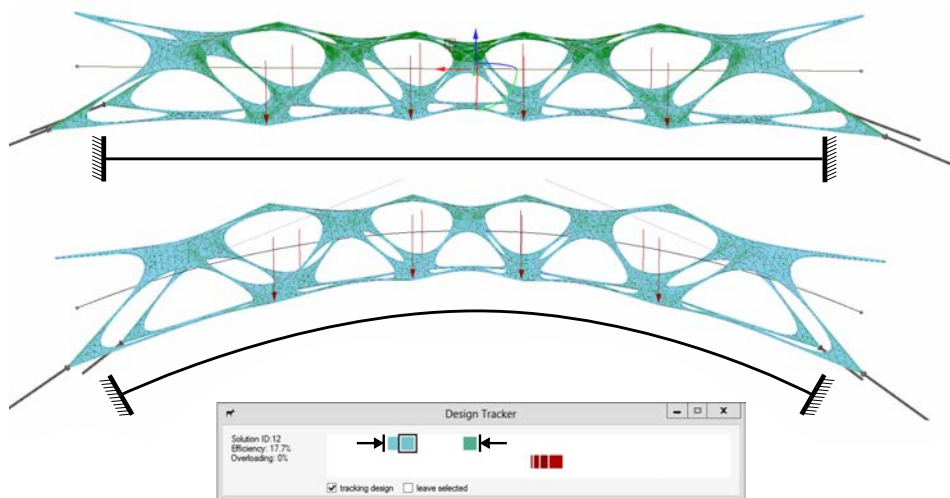 Design Tracker
Solution ID:12
Efficiency: 17.7%
Overloading: 0%
tracking design
leave selected